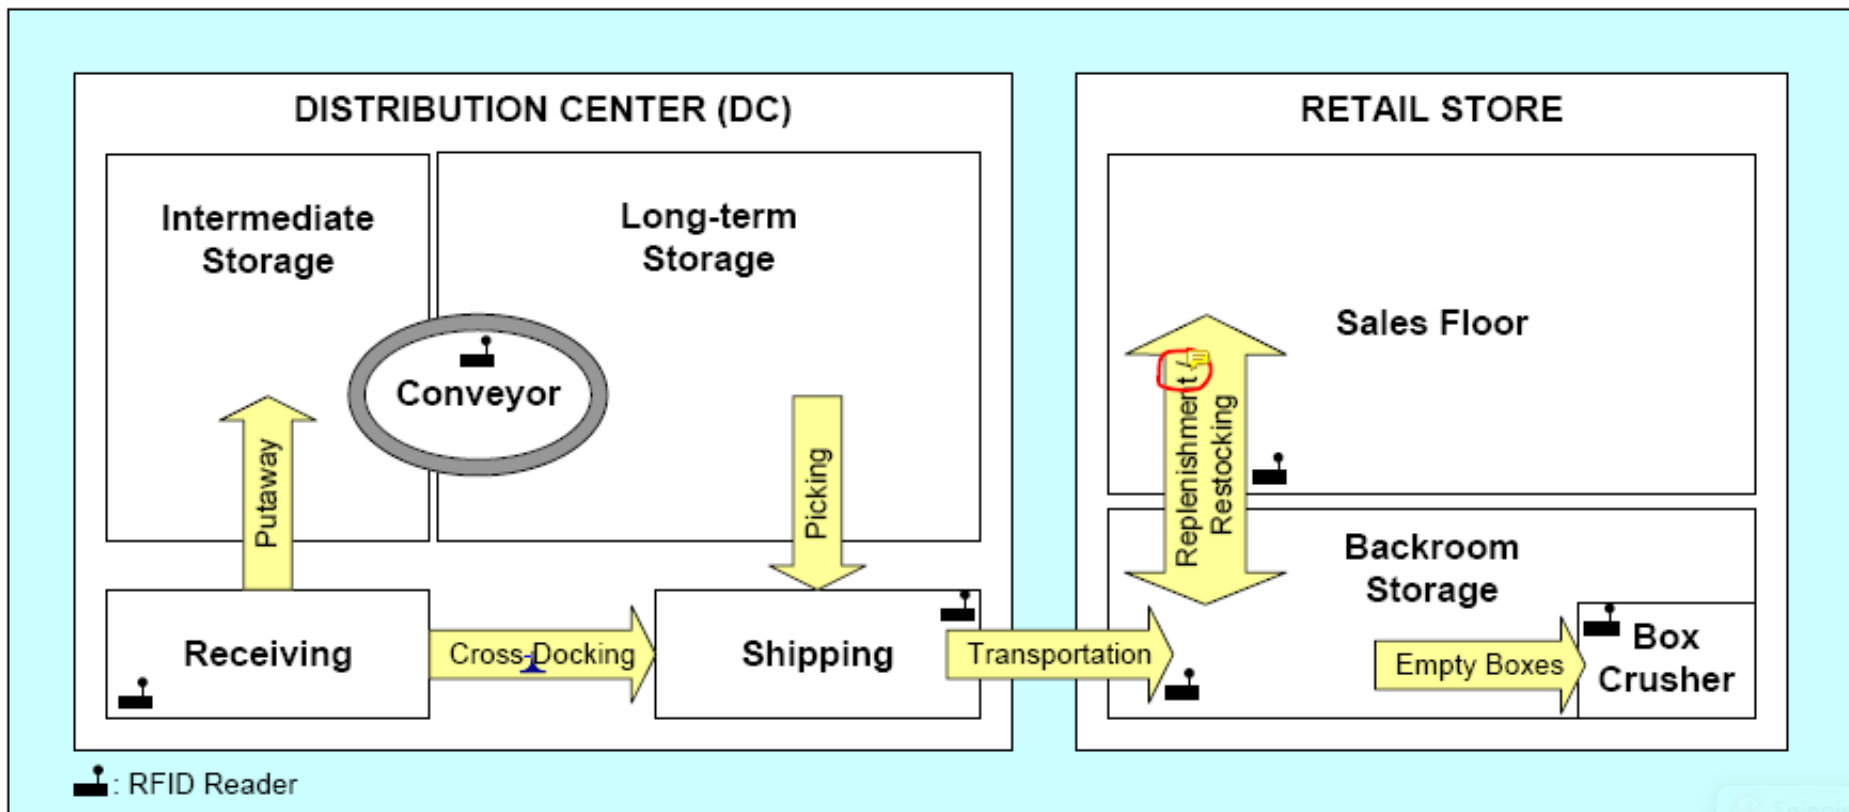 DISTRIBUTION CENTER (DC)
Intermediate
Storage
Long-term
Storage
Conveyor
Putaway
Picking
Receiving
Cross-Docking
Shipping
Transportation
RETAIL STORE
Sales Floor
Replenishment /
Restocking
Backroom
Storage
Empty Boxes
Box
Crusher
: RFID Reader